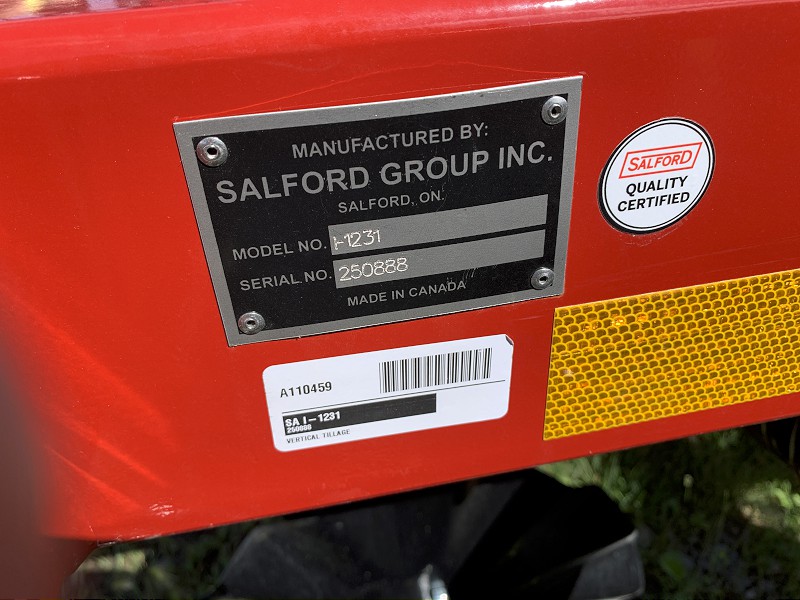 MANUFACTURED BY:
SALFORD GROUP INC.
SALFORD, ON.
MODEL NO. I-1231
SERIAL NO. 250888
MADE IN CANADA
SALFORD
QUALITY
CERTIFIED
A110459
SA I-1231
250888
VERTICAL TILLAGE